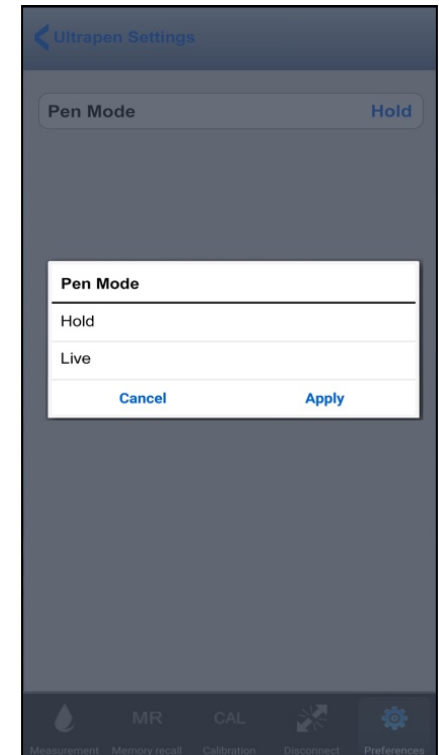 Ultrapen Settings
Pen Mode Hold
Pen Mode
Hold
Live
Cancel Apply
MR CAL
Measurement Memory recall Calibration Disconnect Preferences